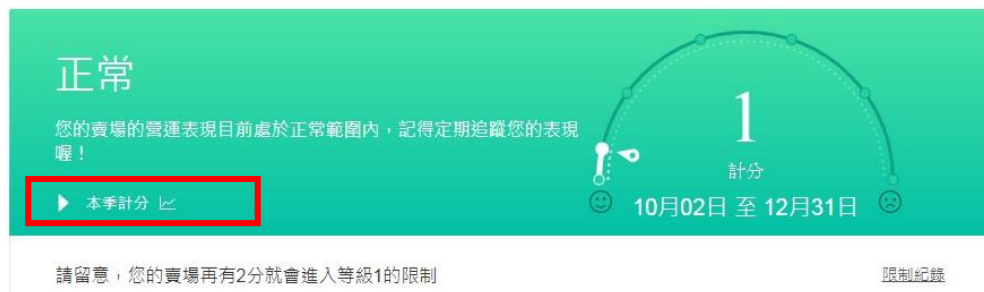 正常
您的賣場的營運表現目前處於正常範圍內，記得定期追蹤您的表現
喔！
本季計分
1
計分
10月02日 至 12月31日
請留意，您的賣場再有2分就會進入等級1的限制
限制紀錄